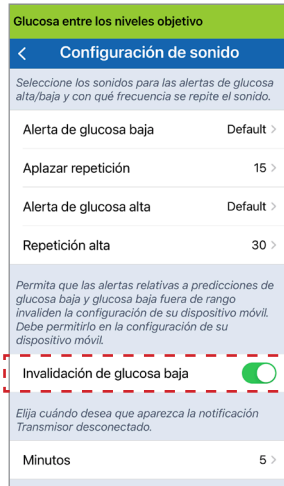 Glucosa entre los niveles objetivo
< Configuración de sonido
Seleccione los sonidos para las alertas de glucosa
alta/baja y con qué frecuencia se repite el sonido.
Alerta de glucosa baja Default >
Aplazar repetición 15 >
Alerta de glucosa alta Default >
Repetición alta 30 >
Permita que las alertas relativas a predicciones de
glucosa baja y glucosa baja fuera de rango
invaliden la configuración de su dispositivo móvil.
Debe permitirlo en la configuración de su
dispositivo móvil.
Invalidación de glucosa baja
Elija cuándo desea que aparezca la notificación
Transmisor desconectado.
Minutos 5 >